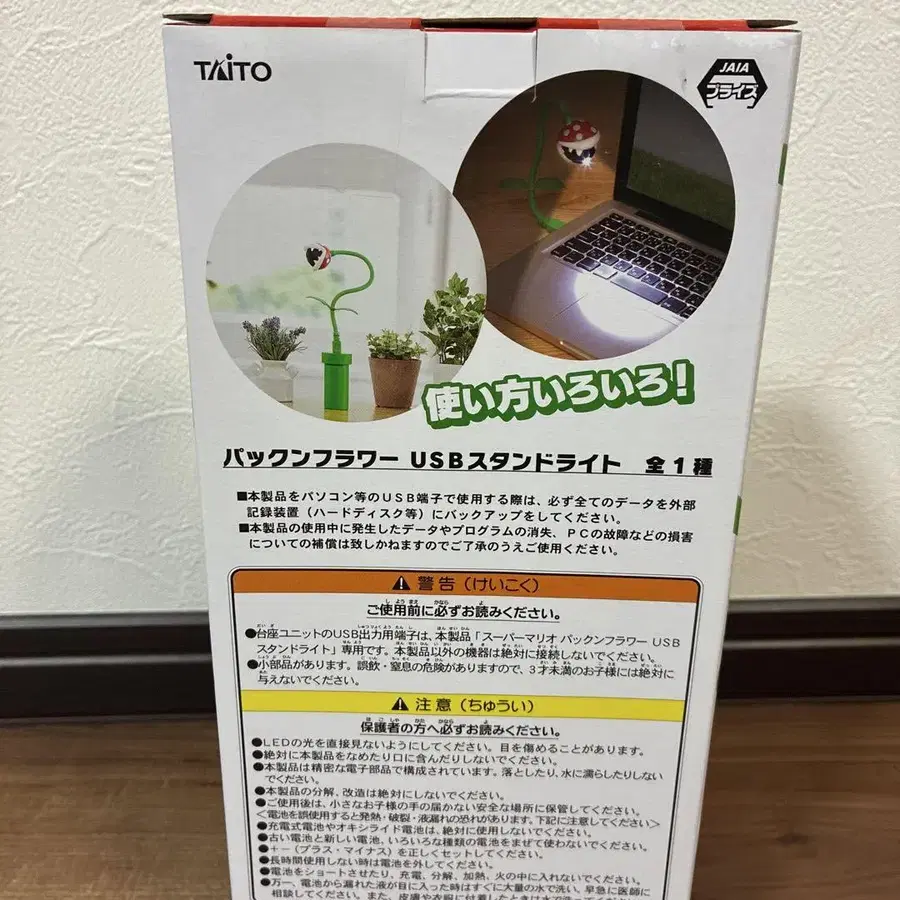 TAITO
JAIA
プライズ
使い方いろいろ!
パックンフラワー USBスタンドライト 全1種
■本製品をパソコン等のUSB端子で使用する際は、必ず全てのデータを外部
記録装置（ハードディスク等）にバックアップをしてください。
■本製品の使用中に発生したデータやプログラムの消失、PCの故障などの損害
についての補償は致しかねますのでご了承のうえご使用ください。
⚠警告（けいこく）
ご使用前に必ずお読みください。
●台座ユニットのUSB出力用端子は、本製品「スーパーマリオ パックンフラワー USB
スタンドライト」専用です。本製品以外の機器は絶対に接続しないでください。
●小部品があります。誤飲・窒息の危険がありますので、3才未満のお子様には絶対に
与えないでください。
⚠注意（ちゅうい）
保護者の方へ必ずお読みください。
●LEDの光を直接見ないようにしてください。目を傷めることがあります。
●絶対に本製品をなめたり口に含んだりしないでください。
●本製品は精密な電子部品で構成されています。落としたり、水に濡らしたりしない
でください。
●本製品の分解、改造は絶対にしないでください。
●ご使用後は、小さなお子様の手の届かない安全な場所に保管してください。
＜電池を誤使用すると発熱・破裂・液漏れの恐れがあります。下記に注意してください＞
●充電式電池やオキシライド電池は、絶対に使用しないでください。
●古い電池と新しい電池、いろいろな種類の電池をまぜて使わないでください。
●＋－（プラス・マイナス）を正しくセットしてください。
●長時間使用しない時は電池を外してください。
●電池をショートさせたり、充電、分解、加熱、火の中に入れないでください。
●万一、電池から漏れた液が目に入った時はすぐに大量の水で洗い、早急に医師に
相談してください。また、皮膚や衣服に付着したときは水で洗ってください。